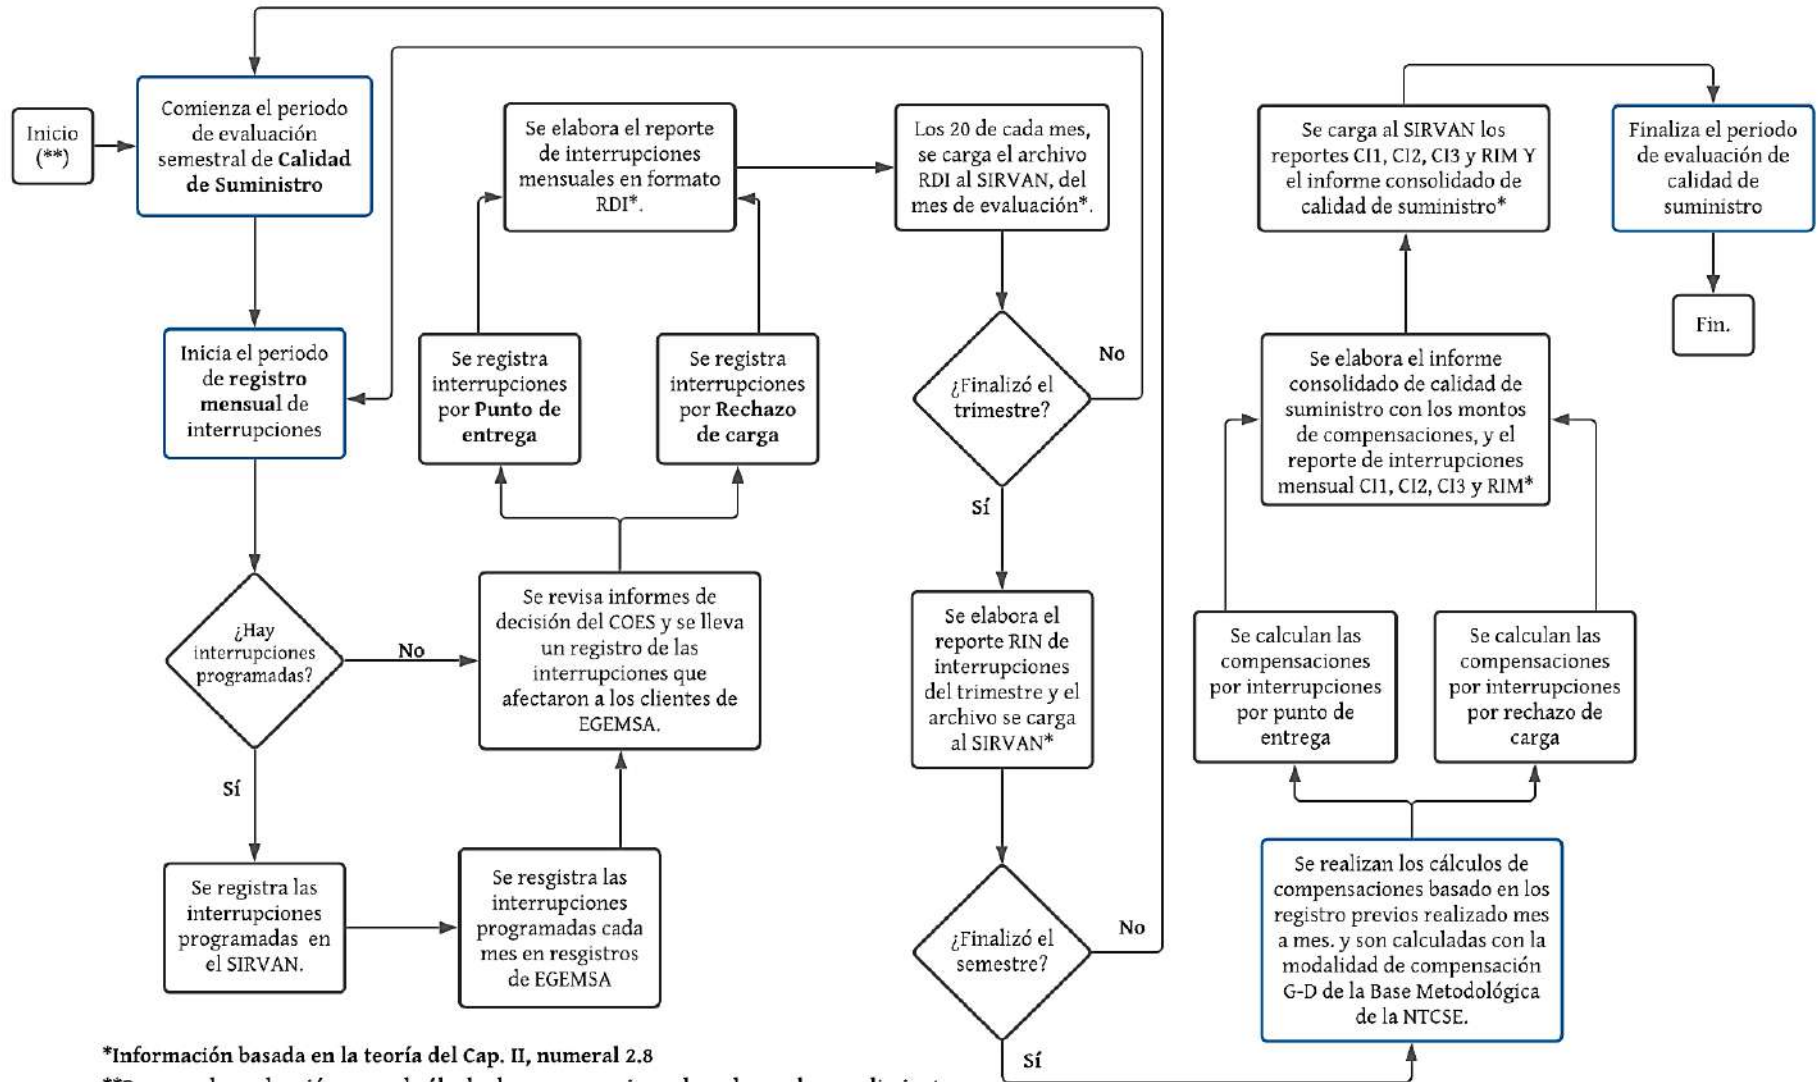 Inicio
(**)
Comienza el periodo
de evaluación
semestral de Calidad
de Suministro
Inicia el periodo
de registro
mensual de
interrupciones
¿Hay
interrupciones
programadas?
No
Sí
Se registra las
interrupciones
programadas en
el SIRVAN.
Se resgistra las
interrupciones
programadas cada
mes en resgistros
de EGEMSA
Se revisa informes de
decisión del COES y se lleva
un registro de las
interrupciones que
afectaron a los clientes de
EGEMSA.
Se registra
interrupciones
por Punto de
entrega
Se registra
interrupciones
por Rechazo
de carga
Se elabora el reporte
de interrupciones
mensuales en formato
RDI*.
Los 20 de cada mes,
se carga el archivo
RDI al SIRVAN, del
mes de evaluación*.
¿Finalizó el
trimestre?
No
Sí
Se elabora el
reporte RIN de
interrupciones
del trimestre y el
archivo se carga
al SIRVAN*
¿Finalizó el
semestre?
No
Sí
Se realizan los cálculos de
compensaciones basado en los
registro previos realizado mes
a mes. y son calculadas con la
modalidad de compensación
G-D de la Base Metodológica
de la NTCSE.
Se calculan las
compensaciones
por interrupciones
por punto de
entrega
Se calculan las
compensaciones
por interrupciones
por rechazo de
carga
Se elabora el informe
consolidado de calidad de
suministro con los montos
de compensaciones, y el
reporte de interrupciones
mensual CI1, CI2, CI3 y RIM*
Se carga al SIRVAN los
reportes CI1, CI2, CI3 y RIM Y
el informe consolidado de
calidad de suministro*
Finaliza el periodo
de evaluación de
calidad de
suministro
Fin.
*Información basada en la teoría del Cap. II, numeral 2.8